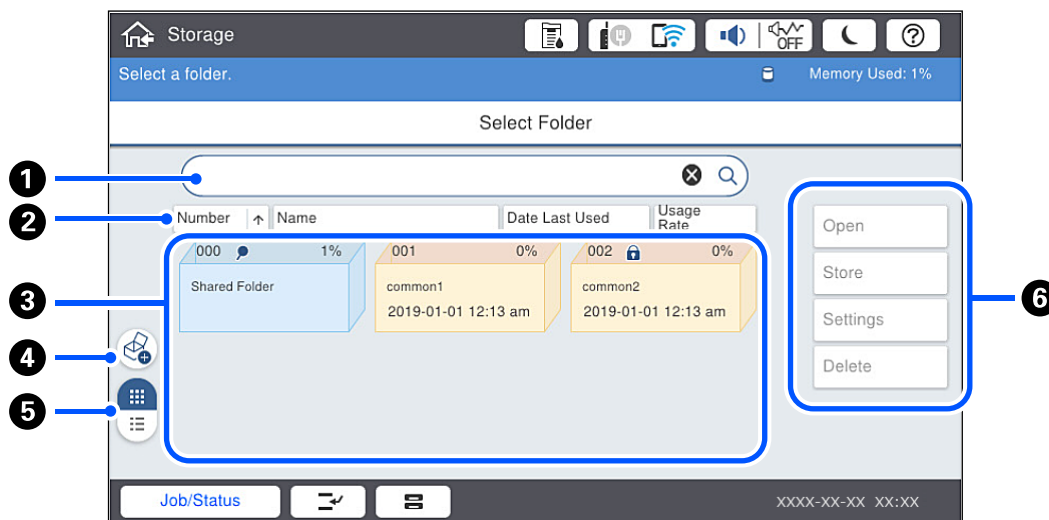 Storage
OFF
Select a folder.
Memory Used: 1%
Select Folder
1
2
Number
Name
Date Last Used
Usage
Rate
3
000
1%
Shared Folder
001
0%
common1
2019-01-01 12:13 am
002
0%
common2
2019-01-01 12:13 am
4
5
Open
Store
Settings
Delete
6
Job/Status
XXXX-XX-XX XX:XX